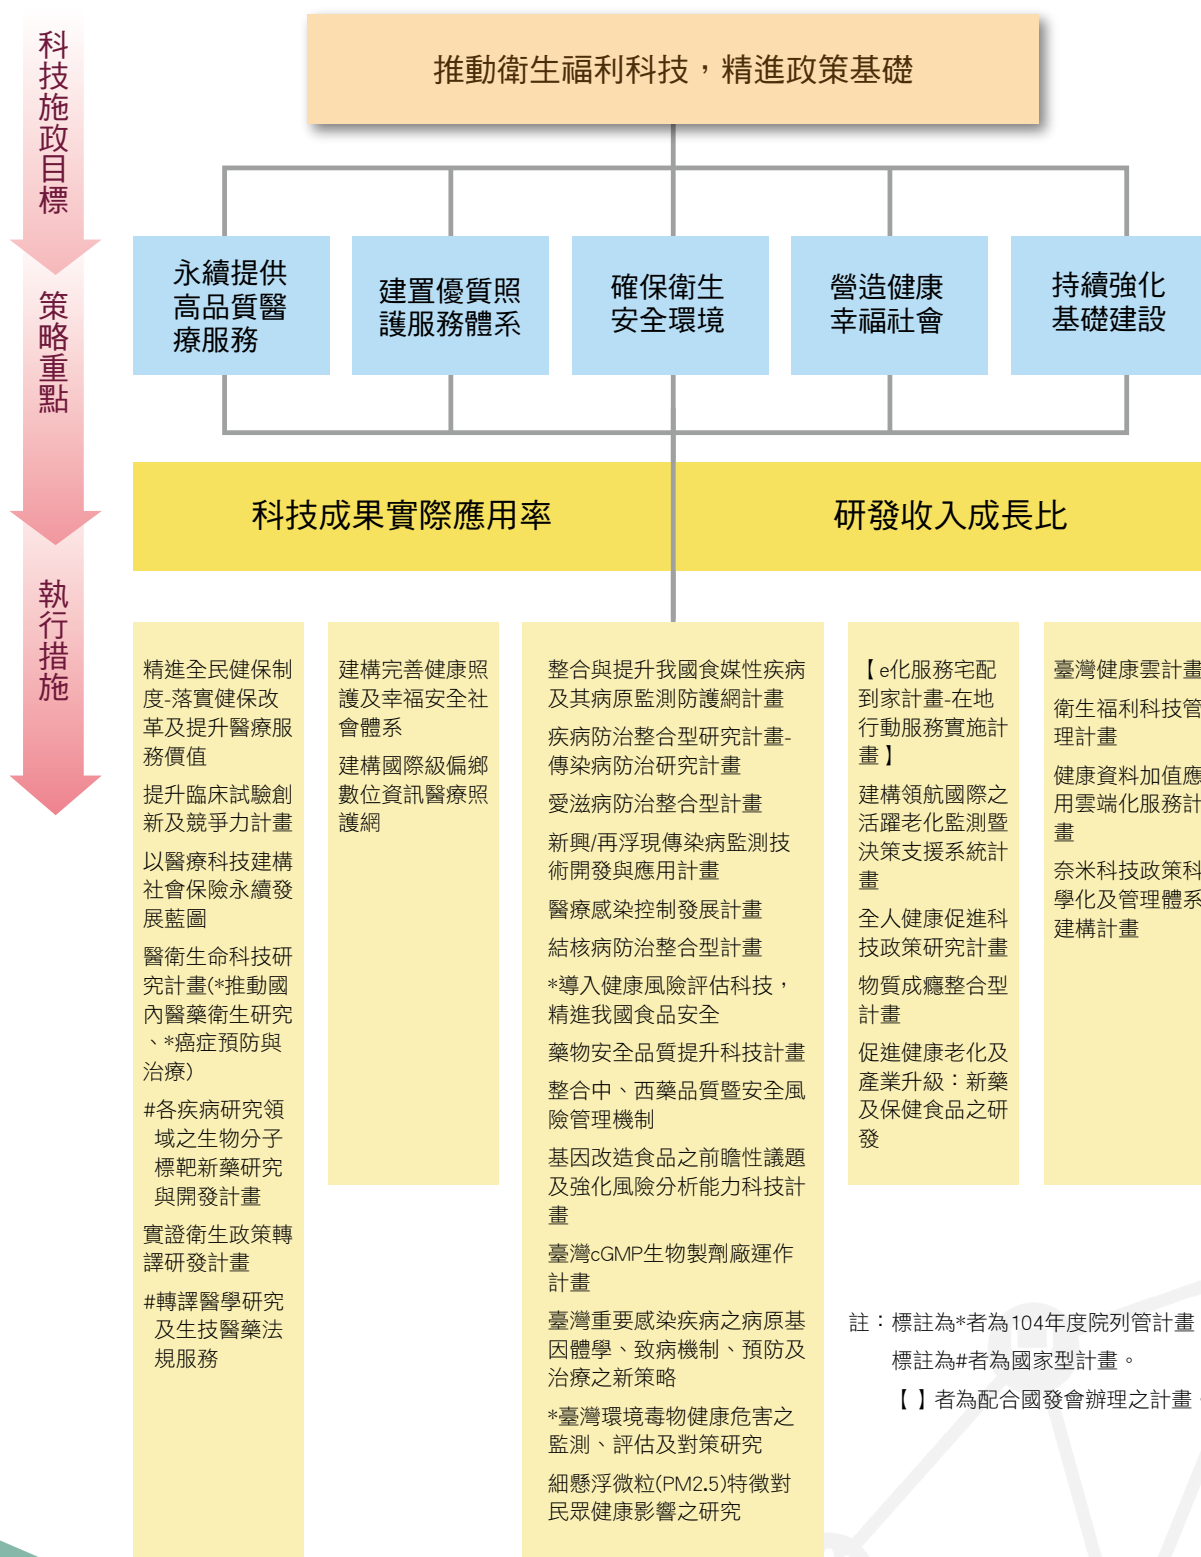 科技施政目標
策略重點
執行措施
推動衛生福利科技，精進政策基礎
永續提供
高品質醫
療服務
建置優質照
護服務體系
確保衛生
安全環境
營造健康
幸福社會
持續強化
基礎建設
科技成果實際應用率
研發收入成長比
精進全民健保制
度-落實健保改
革及提升醫療服
務價值
提升臨床試驗創
新及競爭力計畫
以醫療科技建構
社會保險永續發
展藍圖
醫衛生命科技研
究計畫(*推動國
內醫藥衛生研究
、*癌症預防與
治療)
#各疾病研究領
域之生物分子
標靶新藥研究
與開發計畫
實證衛生政策轉
譯研發計畫
#轉譯醫學研究
及生技醫藥法
規服務
建構完善健康照
護及幸福安全社
會體系
建構國際級偏鄉
數位資訊醫療照
護網
整合與提升我國食媒性疾病
及其病原監測防護網計畫
疾病防治整合型研究計畫-
傳染病防治研究計畫
愛滋病防治整合型計畫
新興/再浮現傳染病監測技
術開發與應用計畫
醫療感染控制發展計畫
結核病防治整合型計畫
*導入健康風險評估科技，
精進我國食品安全
藥物安全品質提升科技計畫
整合中、西藥品質暨安全風
險管理機制
基因改造食品之前瞻性議題
及強化風險分析能力科技計
畫
臺灣cGMP生物製劑廠運作
計畫
臺灣重要感染疾病之病原基
因體學、致病機制、預防及
治療之新策略
*臺灣環境毒物健康危害之
監測、評估及對策研究
細懸浮微粒(PM2.5)特徵對
民眾健康影響之研究
【e化服務宅配
到家計畫-在地
行動服務實施計
畫】
建構領航國際之
活躍老化監測暨
決策支援系統計
畫
全人健康促進科
技政策研究計畫
物質成癮整合型
計畫
促進健康老化及
產業升級：新藥
及保健食品之研
發
臺灣健康雲計畫
衛生福利科技管
理計畫
健康資料加值應
用雲端化服務計
畫
奈米科技政策科
學化及管理體系
建構計畫
註：標註為*者為104年度院列管計畫
標註為#者為國家型計畫。
【】者為配合國發會辦理之計畫。